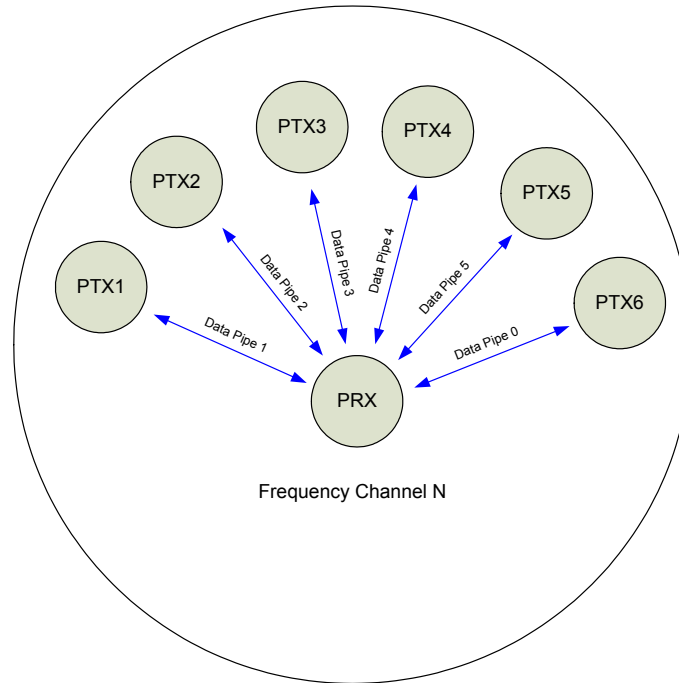 PTX3
PTX4
PTX2
PTX5
PTX1
PTX6
Data Pipe 1
Data Pipe 2
Data Pipe 3
Data Pipe 4
Data Pipe 5
Data Pipe 0
PRX
Frequency Channel N